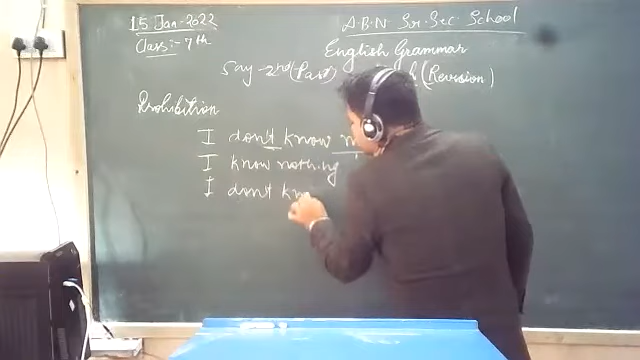 15 Jan-2022
A.B.N. Sr. Sec. School
Class:- 7th
English Grammar
Say-2nd (Past) (Revision)
Prohibition
I don't know
I know nothing
I don't kn